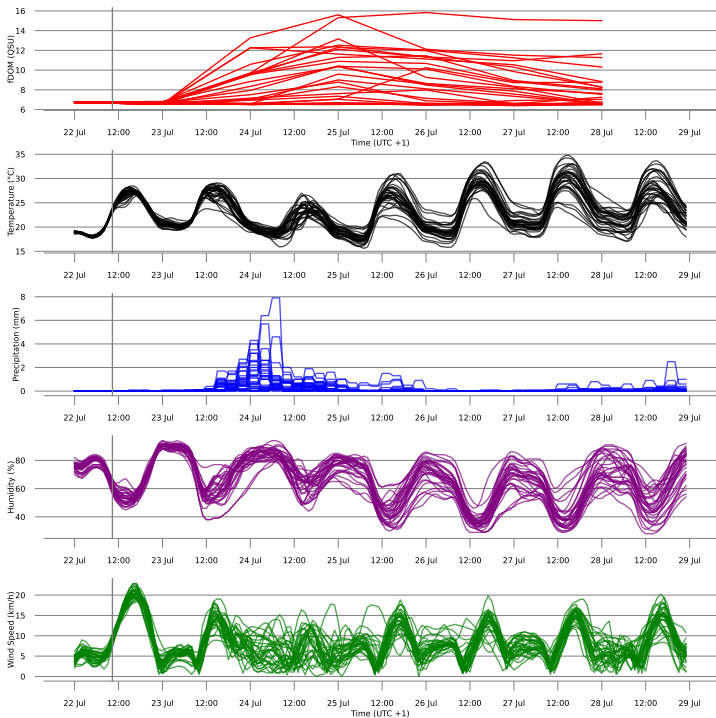 16
14
12
10
8
6
fDOM (QSU)
22 Jul 12:00 23 Jul 12:00 24 Jul 12:00 25 Jul 12:00 26 Jul 12:00 27 Jul 12:00 28 Jul 12:00 29 Jul
Time (UTC +1)
35
30
25
20
15
Temperature (°C)
22 Jul 12:00 23 Jul 12:00 24 Jul 12:00 25 Jul 12:00 26 Jul 12:00 27 Jul 12:00 28 Jul 12:00 29 Jul
8
6
4
2
0
Precipitation (mm)
22 Jul 12:00 23 Jul 12:00 24 Jul 12:00 25 Jul 12:00 26 Jul 12:00 27 Jul 12:00 28 Jul 12:00 29 Jul
80
60
40
Humidity (%)
22 Jul 12:00 23 Jul 12:00 24 Jul 12:00 25 Jul 12:00 26 Jul 12:00 27 Jul 12:00 28 Jul 12:00 29 Jul
20
15
10
5
0
Wind Speed (km/h)
22 Jul 12:00 23 Jul 12:00 24 Jul 12:00 25 Jul 12:00 26 Jul 12:00 27 Jul 12:00 28 Jul 12:00 29 Jul
Time (UTC +1)